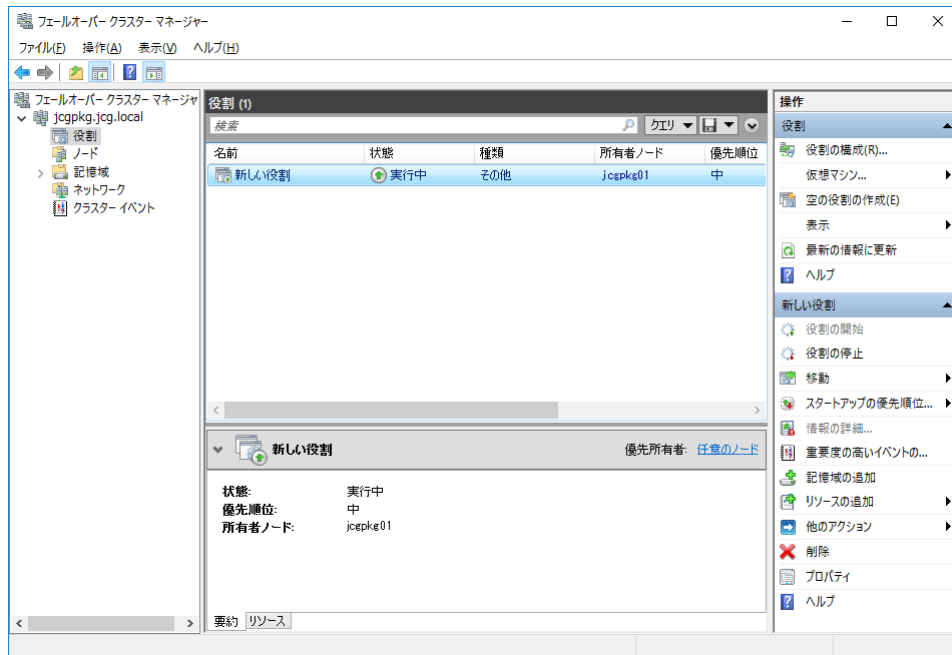 フェールオーバー クラスター マネージャー
ファイル(F) 操作(A) 表示(V) ヘルプ(H)
フェールオーバー クラスター マネージャ
jcgpkg.jcg.local
役割
ノード
記憶域
ネットワーク
クラスター イベント
役割 (1)
検索
クエリ
名前 状態 種類 所有者ノード 優先順位
新しい役割 実行中 その他 jcgpkg01 中
新しい役割
優先所有者: 任意のノード
状態: 実行中
優先順位: 中
所有者ノード: jcgpkg01
要約 リソース
操作
役割
役割の構成(R)...
仮想マシン...
空の役割の作成(E)
表示
最新の情報に更新
ヘルプ
新しい役割
役割の開始
役割の停止
移動
スタートアップの優先順位...
情報の詳細...
重要度の高いイベントの...
記憶域の追加
リソースの追加
他のアクション
削除
プロパティ
ヘルプ